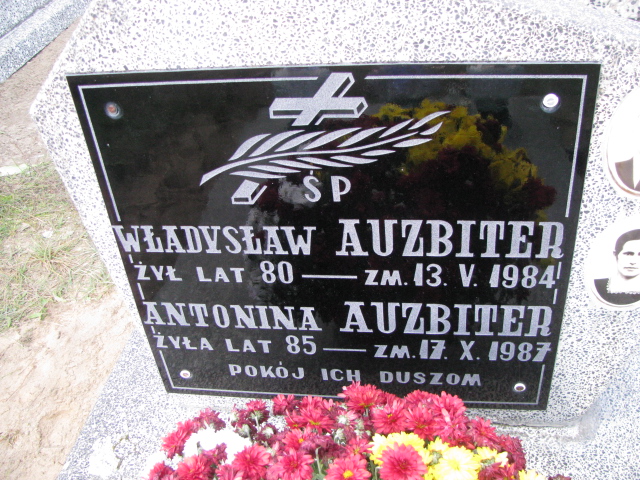 ŚP
WŁADYSŁAW AUZBITER
ŻYŁ LAT 80 — ZM. 13. V. 1984
ANTONINA AUZBITER
ŻYŁA LAT 85 — ZM. 17. X. 1987
POKÓJ ICH DUSZOM